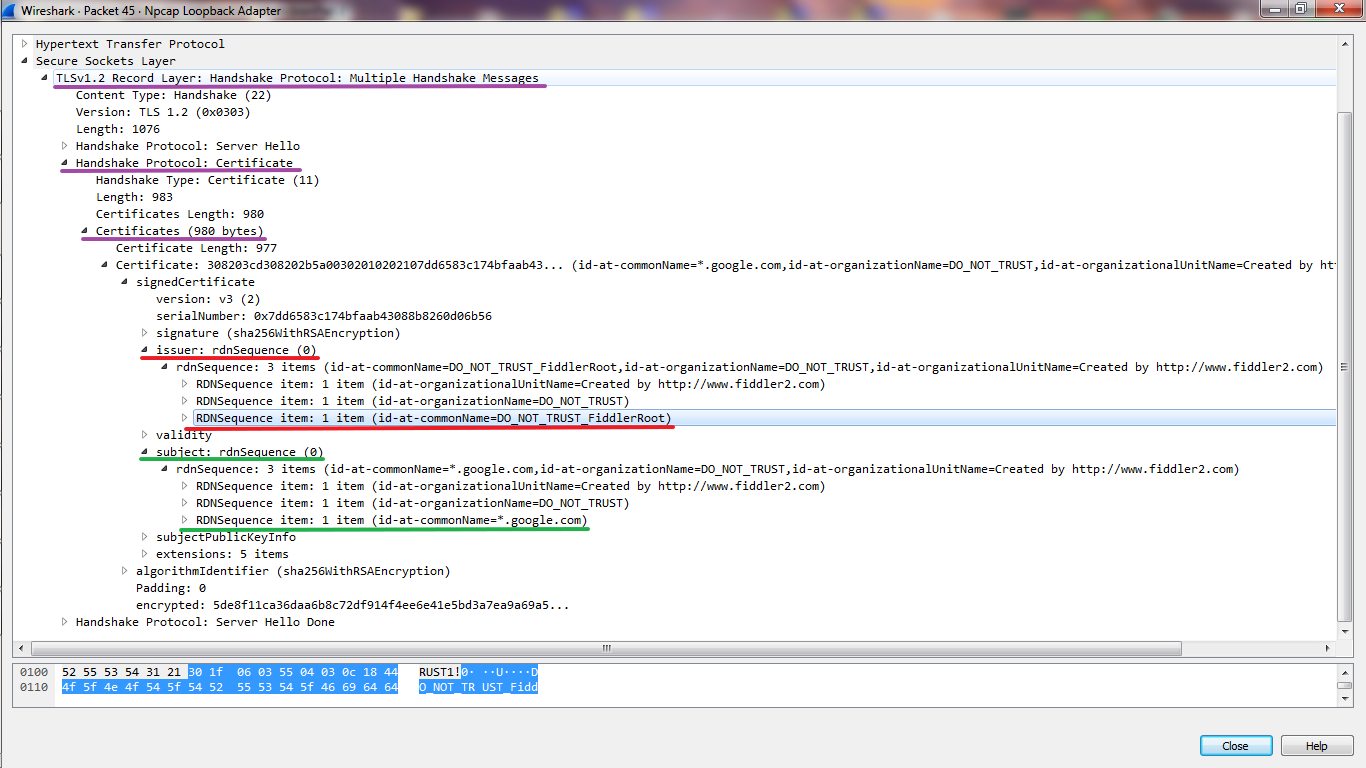 Wireshark · Packet 45 · Npcap Loopback Adapter
Hypertext Transfer Protocol
Secure Sockets Layer
TLSv1.2 Record Layer: Handshake Protocol: Multiple Handshake Messages
Content Type: Handshake (22)
Version: TLS 1.2 (0x0303)
Length: 1076
Handshake Protocol: Server Hello
Handshake Protocol: Certificate
Handshake Type: Certificate (11)
Length: 983
Certificates Length: 980
Certificates (980 bytes)
Certificate Length: 977
Certificate: 308203cd308202b5a00302010202107dd6583c174bfaab43... (id-at-commonName=*.google.com,id-at-organizationName=DO_NOT_TRUST,id-at-organizationalUnitName=Created by htt
signedCertificate
version: v3 (2)
serialNumber: 0x7dd6583c174bfaab43088b8260d06b56
signature (sha256WithRSAEncryption)
issuer: rdnSequence (0)
rdnSequence: 3 items (id-at-commonName=DO_NOT_TRUST_FiddlerRoot,id-at-organizationName=DO_NOT_TRUST,id-at-organizationalUnitName=Created by http://www.fiddler2.com)
RDNSequence item: 1 item (id-at-organizationalUnitName=Created by http://www.fiddler2.com)
RDNSequence item: 1 item (id-at-organizationName=DO_NOT_TRUST)
RDNSequence item: 1 item (id-at-commonName=DO_NOT_TRUST_FiddlerRoot)
validity
subject: rdnSequence (0)
rdnSequence: 3 items (id-at-commonName=*.google.com,id-at-organizationName=DO_NOT_TRUST,id-at-organizationalUnitName=Created by http://www.fiddler2.com)
RDNSequence item: 1 item (id-at-organizationalUnitName=Created by http://www.fiddler2.com)
RDNSequence item: 1 item (id-at-organizationName=DO_NOT_TRUST)
RDNSequence item: 1 item (id-at-commonName=*.google.com)
subjectPublicKeyInfo
extensions: 5 items
algorithmIdentifier (sha256WithRSAEncryption)
Padding: 0
encrypted: 5de8f11ca36daa6b8c72df914f4ee6e41e5bd3a7ea9a69a5...
Handshake Protocol: Server Hello Done
0100 52 55 53 54 31 21 30 1f 06 03 55 04 03 0c 18 44 RUST1!0· ··U····D
0110 4f 5f 4e 4f 54 5f 54 52 55 53 54 5f 46 69 64 64 O_NOT_TR UST_Fidd
Close Help